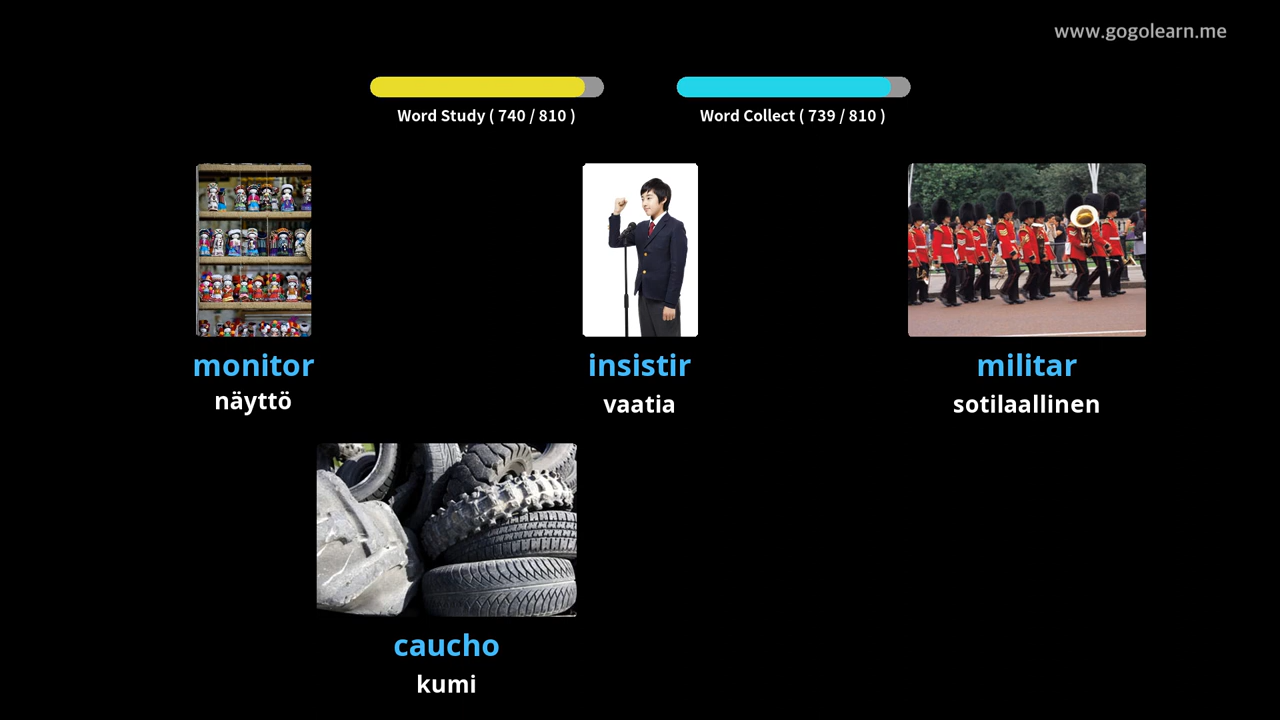 www.gogolearn.me
Word Study ( 740 / 810 )
Word Collect ( 739 / 810 )
monitor
näyttö
insistir
vaatia
militar
sotilaallinen
caucho
kumi